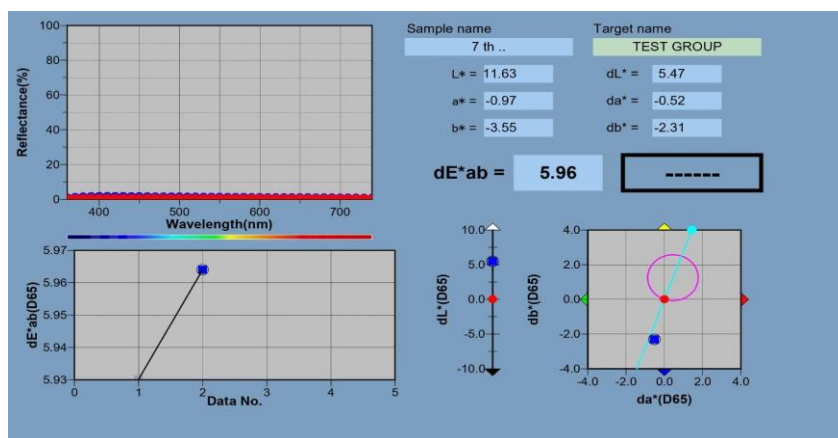 Sample name
Target name
7 th ..
TEST GROUP
L* = 11.63
a* = -0.97
b* = -3.55
dL* = 5.47
da* = -0.52
db* = -2.31
dE*ab = 5.96
------
Reflectance(%)
100
80
60
40
20
0
400 500 600 700
Wavelength(nm)
dE*ab(D65)
5.97
5.96
5.95
5.94
5.93
0 1 2 3 4 5
Data No.
dL*(D65)
10.0
5.0
0.0
-5.0
-10.0
db*(D65)
4.0
2.0
0.0
-2.0
-4.0
-4.0 -2.0 0.0 2.0 4.0
da*(D65)